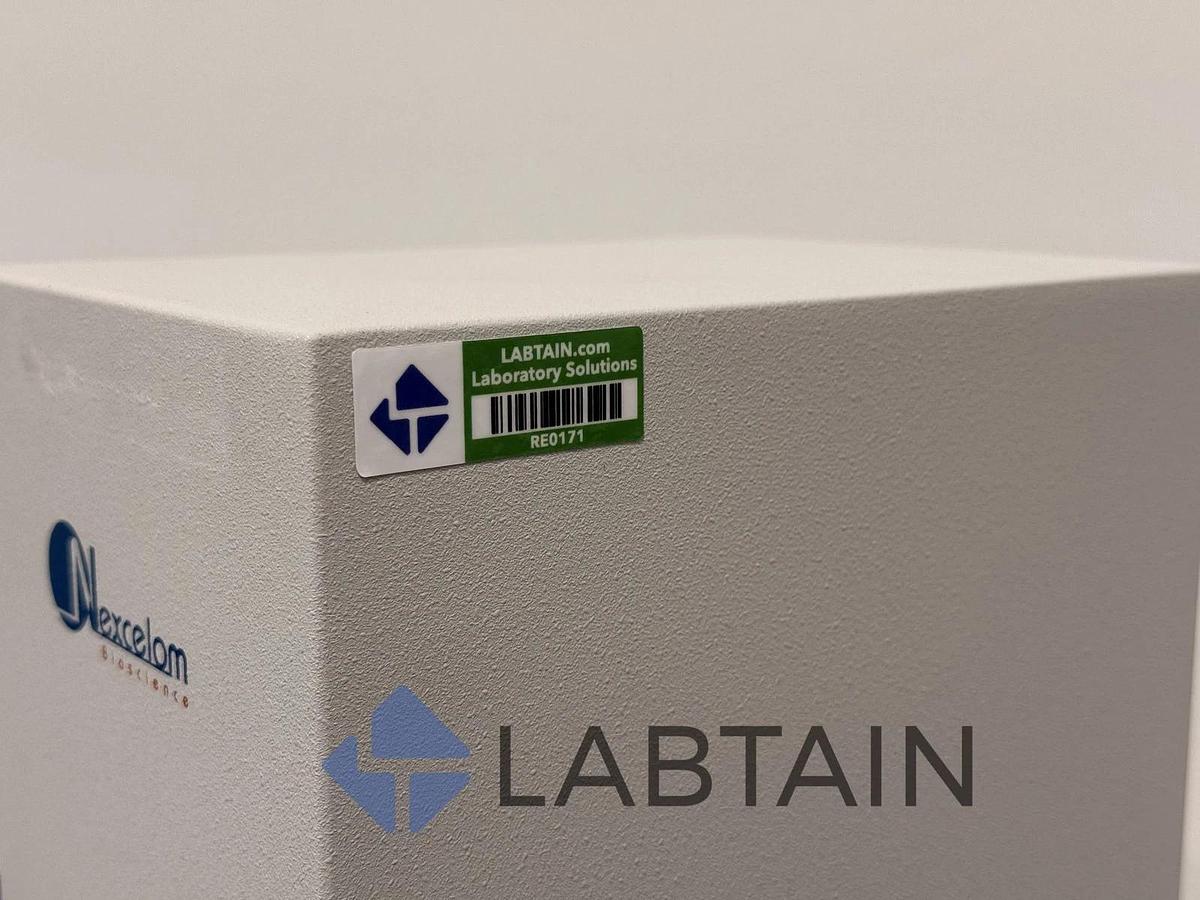 LABTAIN.com
Laboratory Solutions
RE0171
Nexcelom
Bioscience
LABTAIN